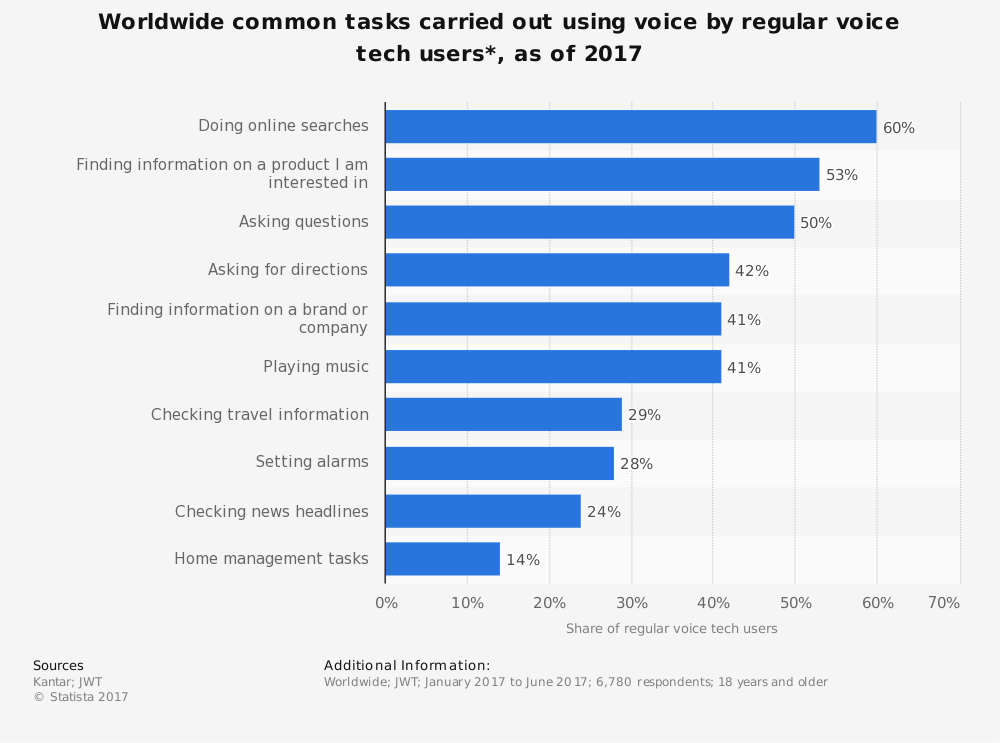 Worldwide common tasks carried out using voice by regular voice
tech users*, as of 2017
Doing online searches
60%
Finding information on a product I am
interested in
53%
Asking questions
50%
Asking for directions
42%
Finding information on a brand or
company
41%
Playing music
41%
Checking travel information
29%
Setting alarms
28%
Checking news headlines
24%
Home management tasks
14%
0% 10% 20% 30% 40% 50% 60% 70%
Share of regular voice tech users
Sources
Kantar; JWT
© Statista 2017
Additional Information:
Worldwide; JWT; January 2017 to June 2017; 6,780 respondents; 18 years and older